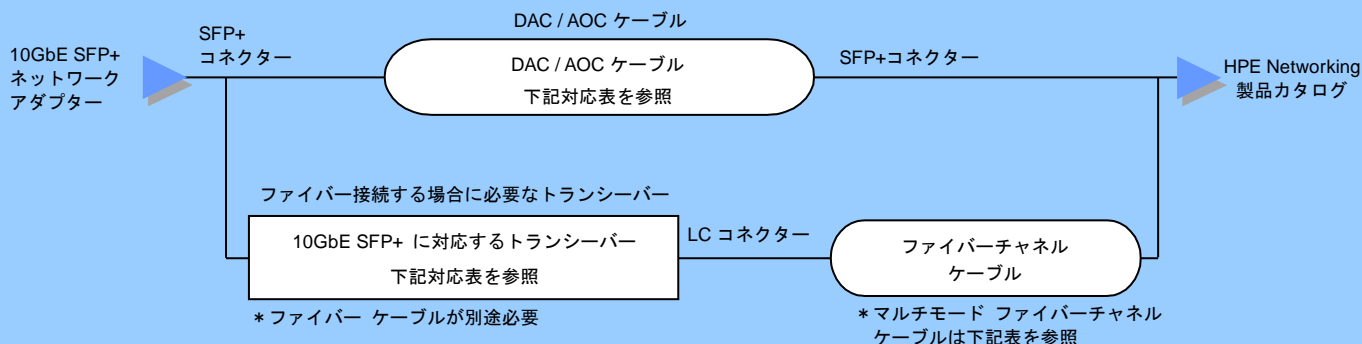 DAC / AOC ケーブル
10GbE SFP+
ネットワーク
アダプター
SFP+
コネクター
DAC / AOC ケーブル
下記対応表を参照
SFP+コネクター
HPE Networking
製品カタログ
ファイバー接続する場合に必要なトランシーバー
10GbE SFP+ に対応するトランシーバー
下記対応表を参照
LC コネクター
ファイバーチャネル
ケーブル
*ファイバー ケーブルが別途必要
*マルチモード ファイバーチャネル
ケーブルは下記表を参照